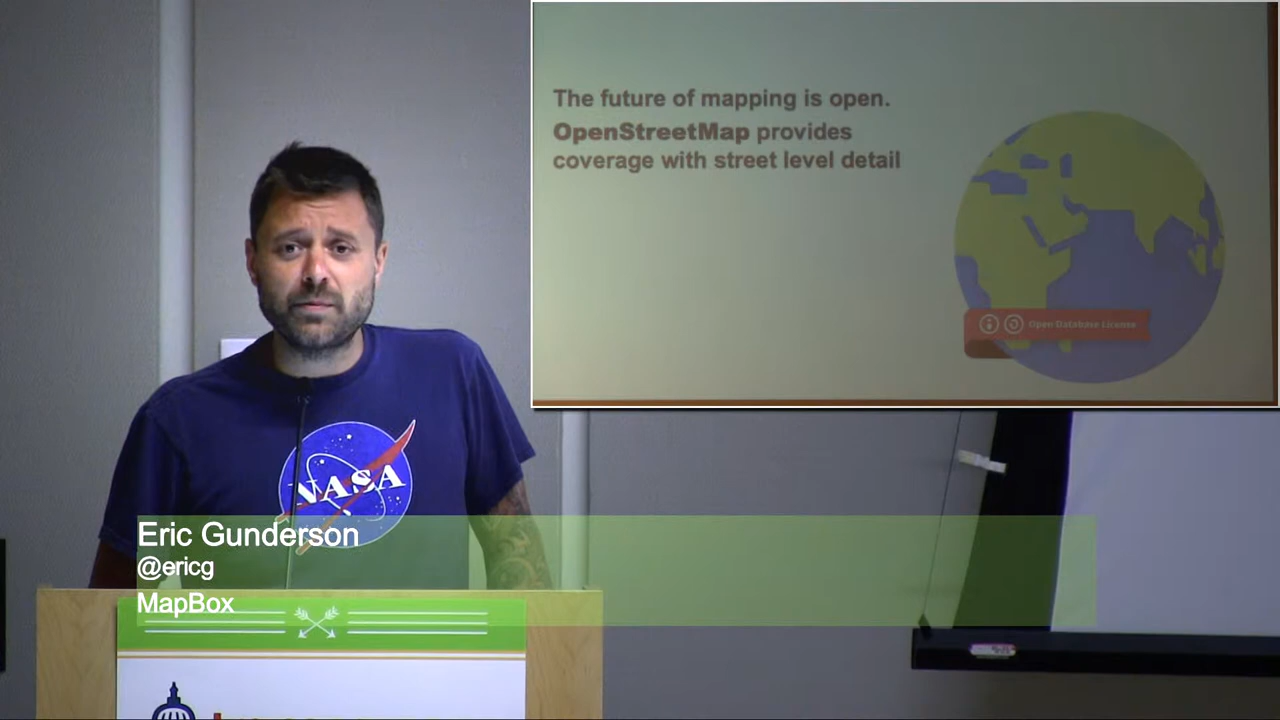 The future of mapping is open.
OpenStreetMap provides
coverage with street level detail
Open Database License
NASA
Eric Gunderson
@ericg
MapBox